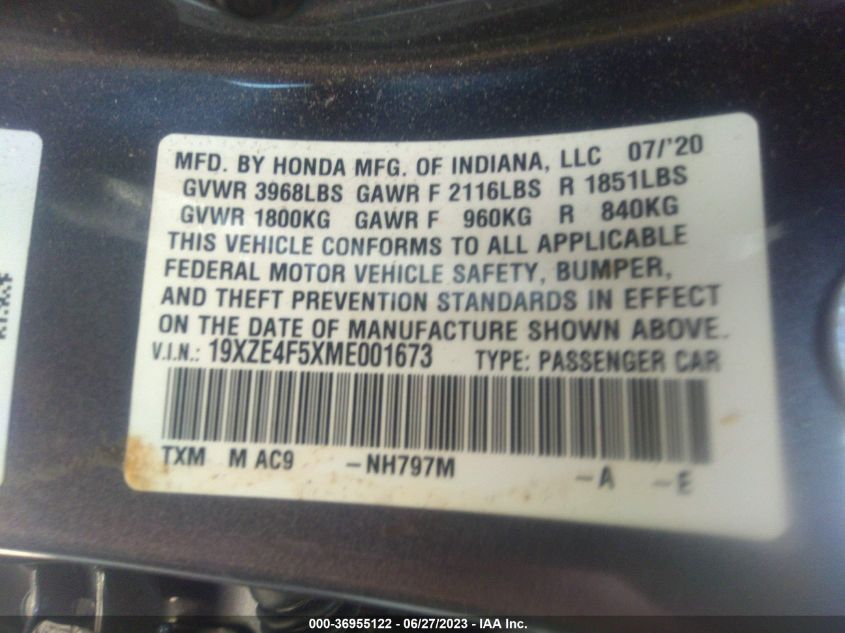 MFD. BY HONDA MFG. OF INDIANA, LLC 07/'20
GVWR 3968LBS GAWR F 2116LBS R 1851LBS
GVWR 1800KG GAWR F 960KG R 840KG
THIS VEHICLE CONFORMS TO ALL APPLICABLE
FEDERAL MOTOR VEHICLE SAFETY, BUMPER,
AND THEFT PREVENTION STANDARDS IN EFFECT
ON THE DATE OF MANUFACTURE SHOWN ABOVE.
V.I.N.: 19XZE4F5XME001673 TYPE: PASSENGER CAR
TXM M AC9 -NH797M -A -E
000-36955122 - 06/27/2023 - IAA Inc.